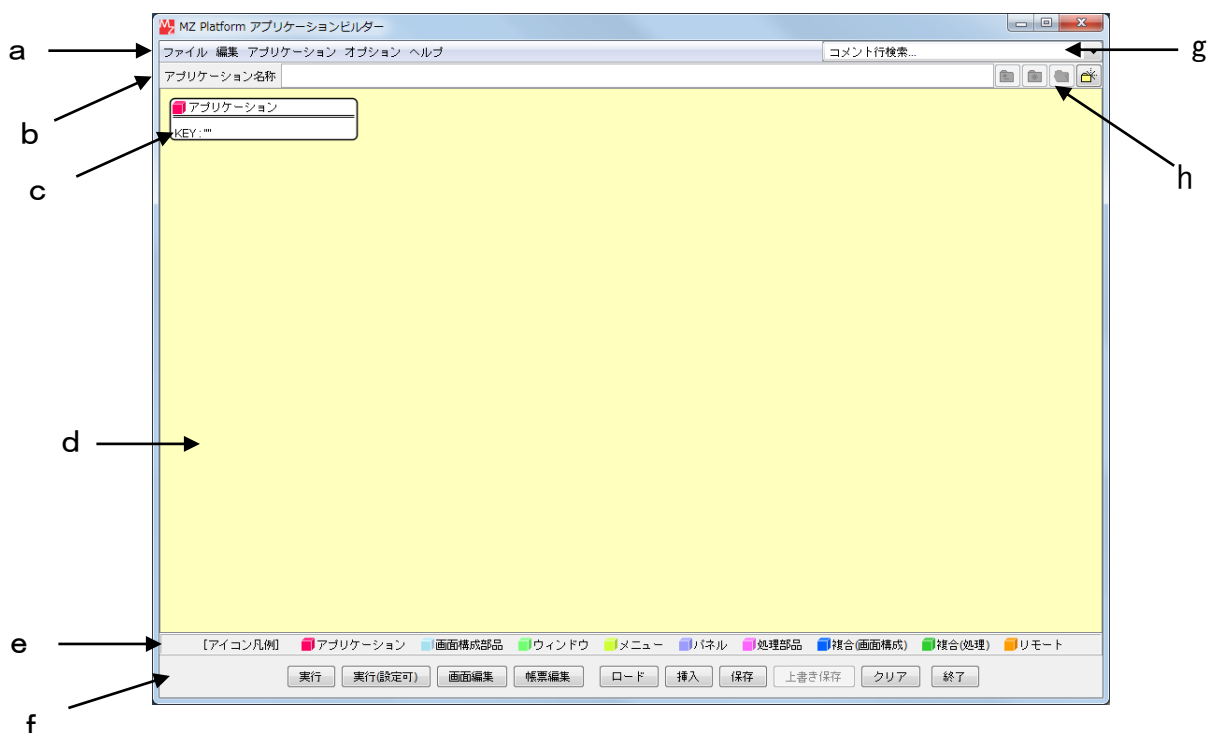 MZ Platform アプリケーションビルダー
a
ファイル 編集 アプリケーション オプション ヘルプ
コメント行検索...
g
アプリケーション名称
b
アプリケーション
KEY : ""
c
h
d
e
[アイコン凡例] アプリケーション 画面構成部品 ウィンドウ メニュー パネル 処理部品 複合(画面構成) 複合(処理) リモート
実行 実行(設定可) 画面編集 帳票編集 ロード 挿入 保存 上書き保存 クリア 終了
f